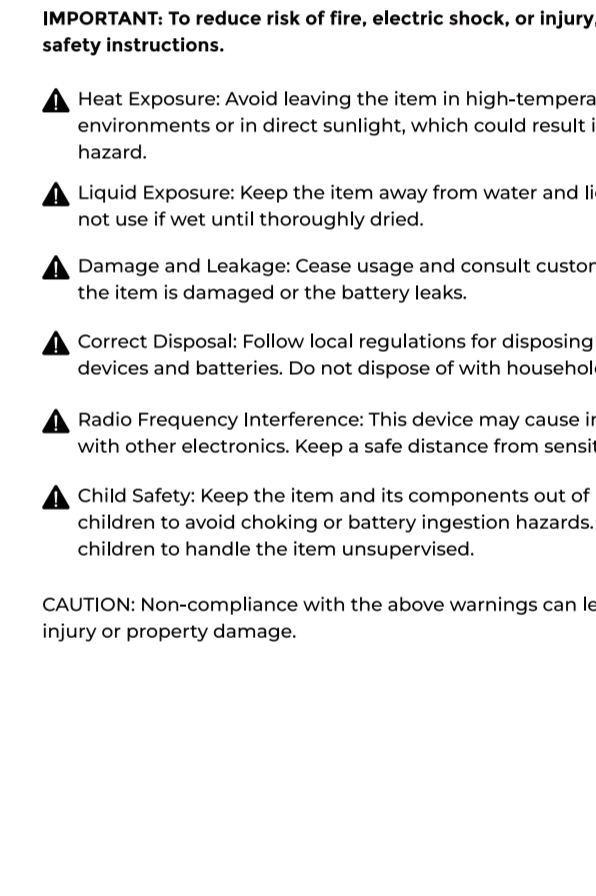 IMPORTANT: To reduce risk of fire, electric shock, or injury,
safety instructions.
Heat Exposure: Avoid leaving the item in high-tempera
environments or in direct sunlight, which could result i
hazard.
Liquid Exposure: Keep the item away from water and li
not use if wet until thoroughly dried.
Damage and Leakage: Cease usage and consult custo
the item is damaged or the battery leaks.
Correct Disposal: Follow local regulations for disposing
devices and batteries. Do not dispose of with househol
Radio Frequency Interference: This device may cause i
with other electronics. Keep a safe distance from sensi
Child Safety: Keep the item and its components out of
children to avoid choking or battery ingestion hazards.
children to handle the item unsupervised.
CAUTION: Non-compliance with the above warnings can le
injury or property damage.